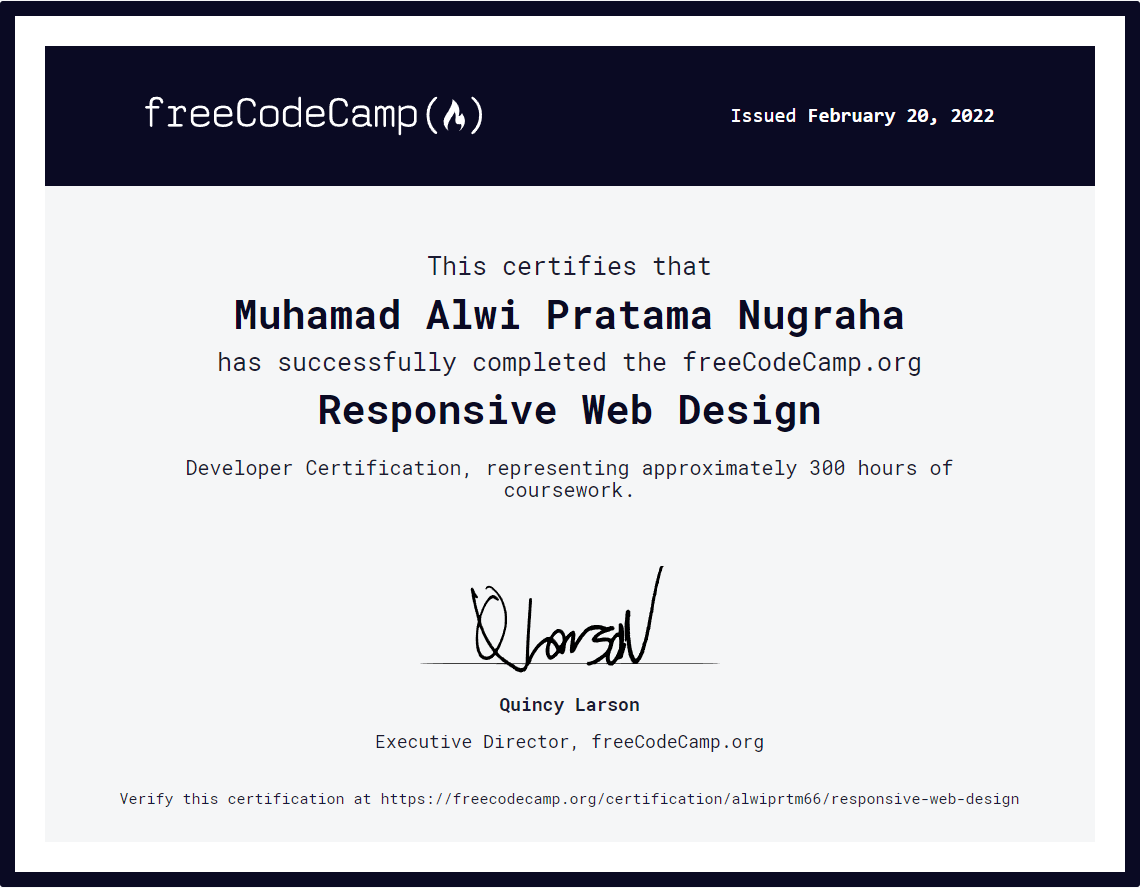 freeCodeCamp(🔥)
Issued February 20, 2022
This certifies that
Muhamad Alwi Pratama Nugraha
has successfully completed the freeCodeCamp.org
Responsive Web Design
Developer Certification, representing approximately 300 hours of
coursework.
Q Larson
Quincy Larson
Executive Director, freeCodeCamp.org
Verify this certification at https://freecodecamp.org/certification/alwiprtm66/responsive-web-design